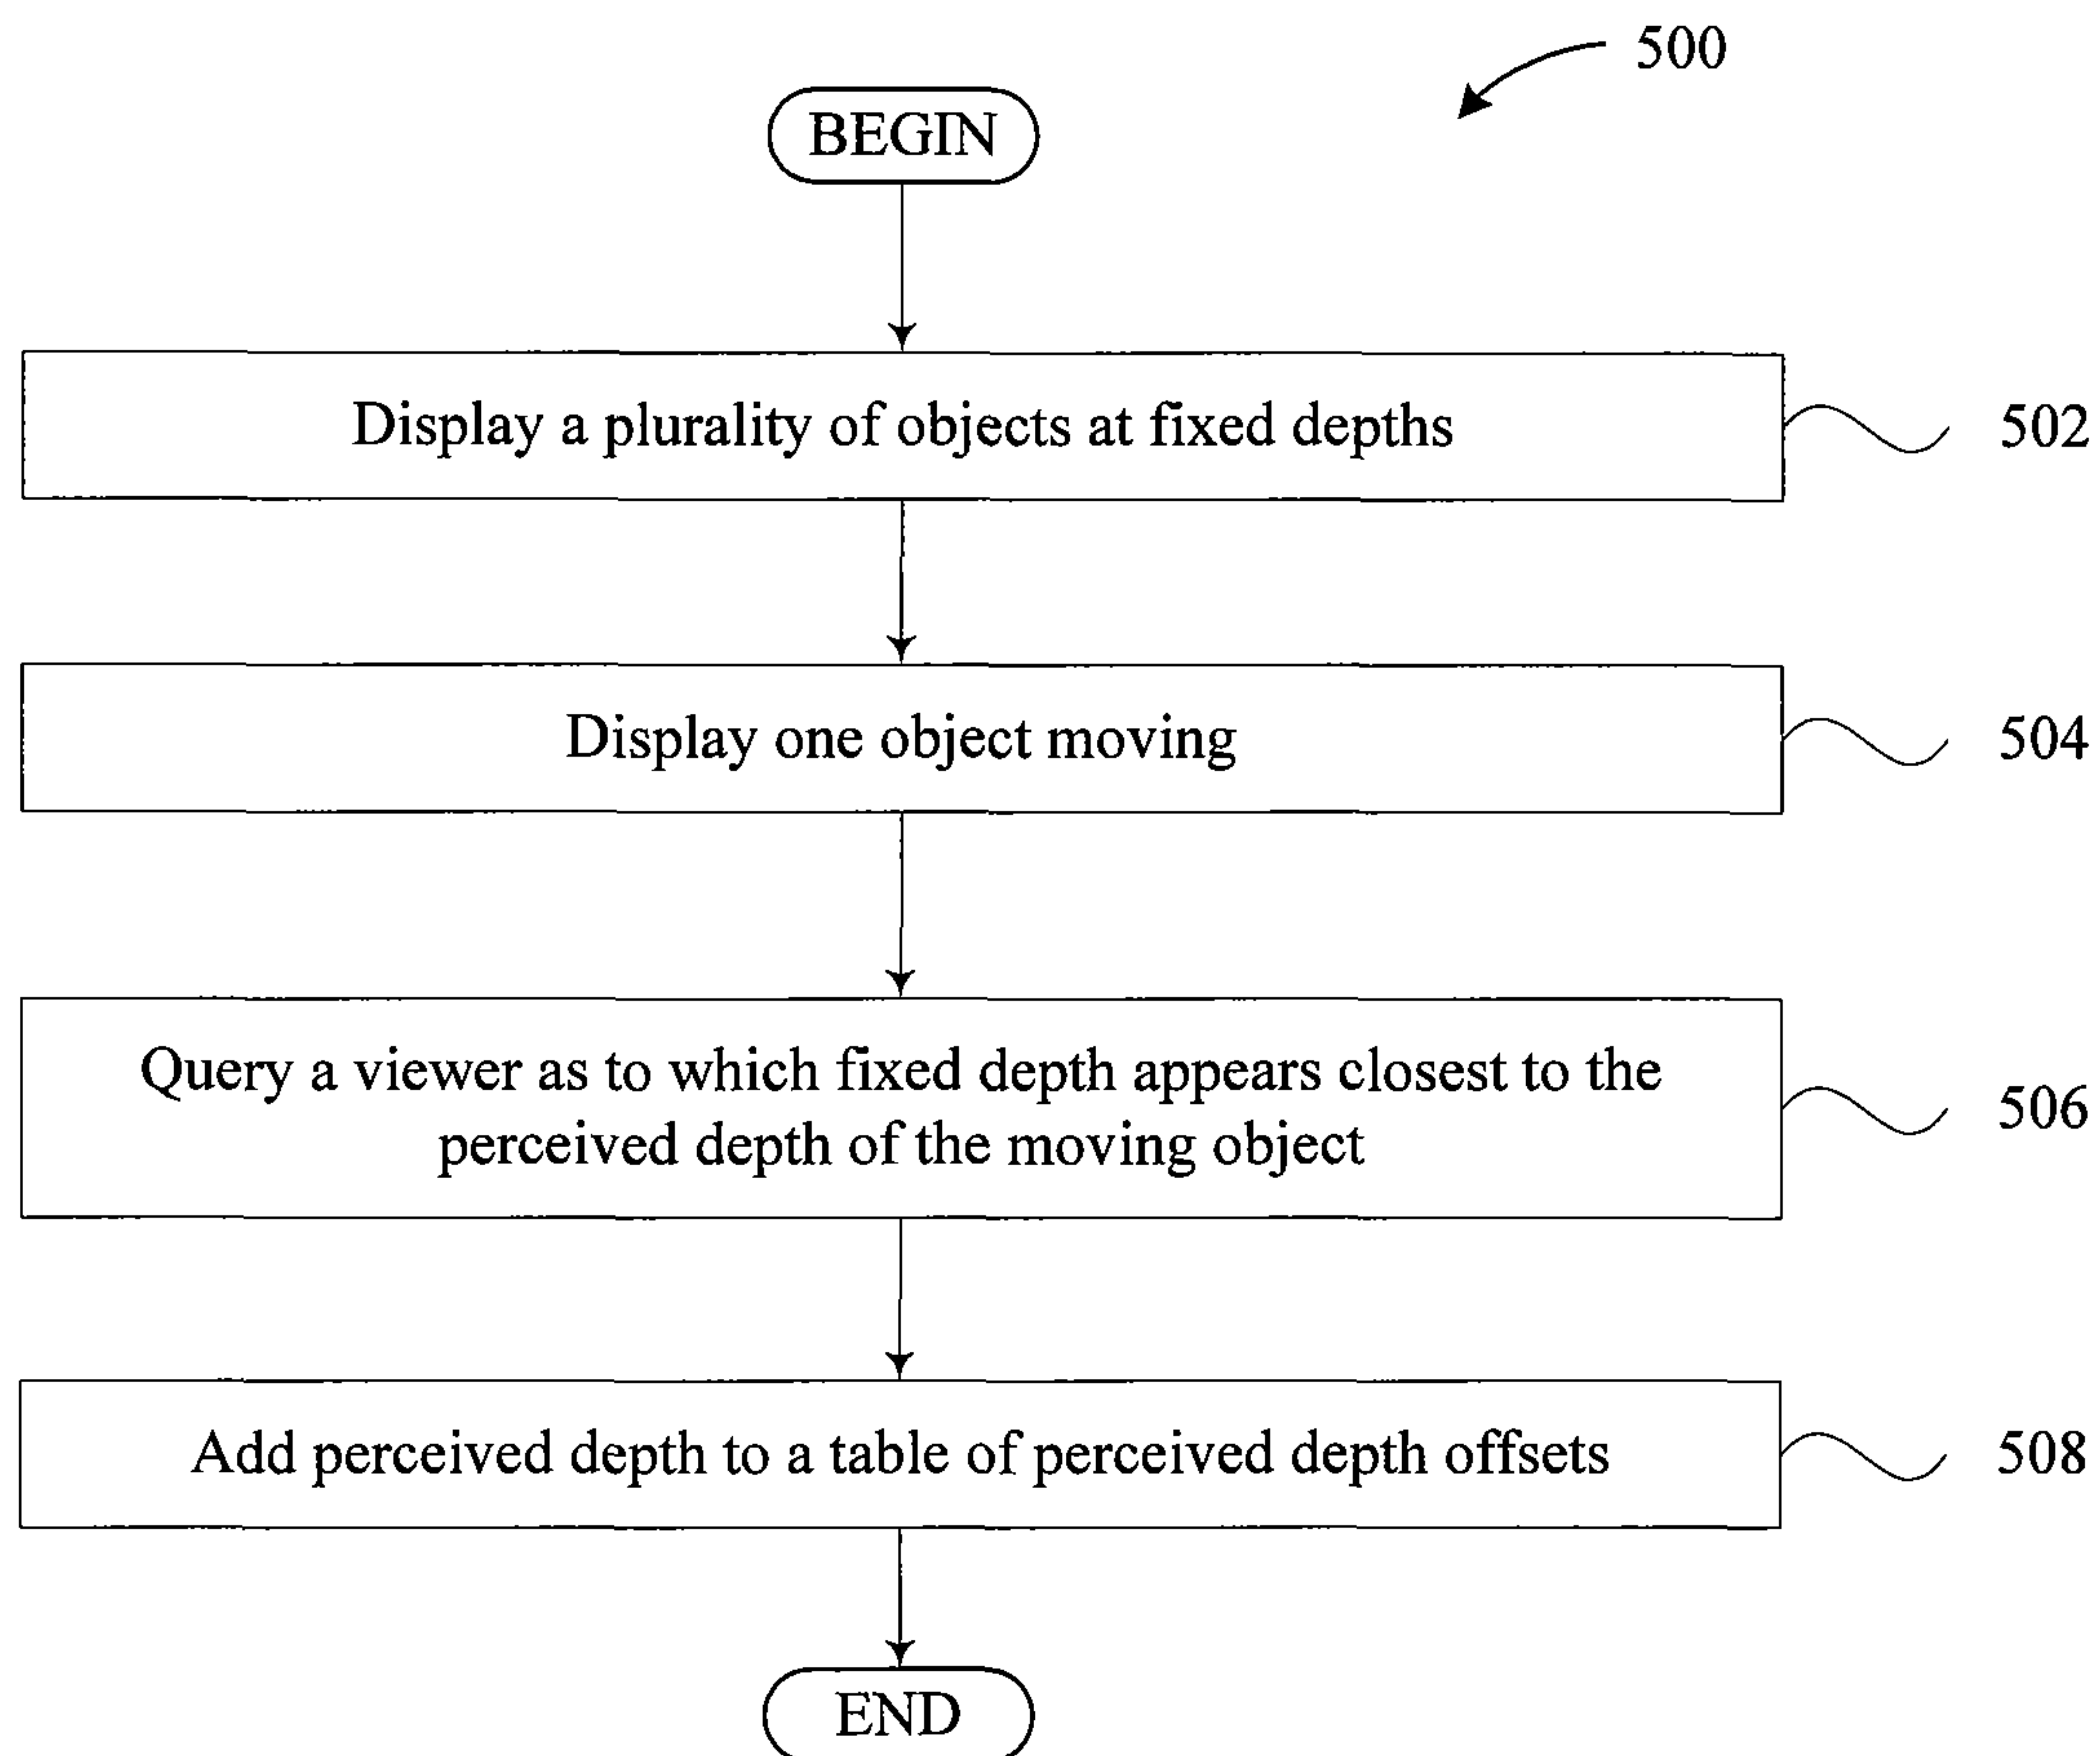 500
BEGIN
Display a plurality of objects at fixed depths
502
Display one object moving
504
Query a viewer as to which fixed depth appears closest to the
perceived depth of the moving object
506
Add perceived depth to a table of perceived depth offsets
508
END